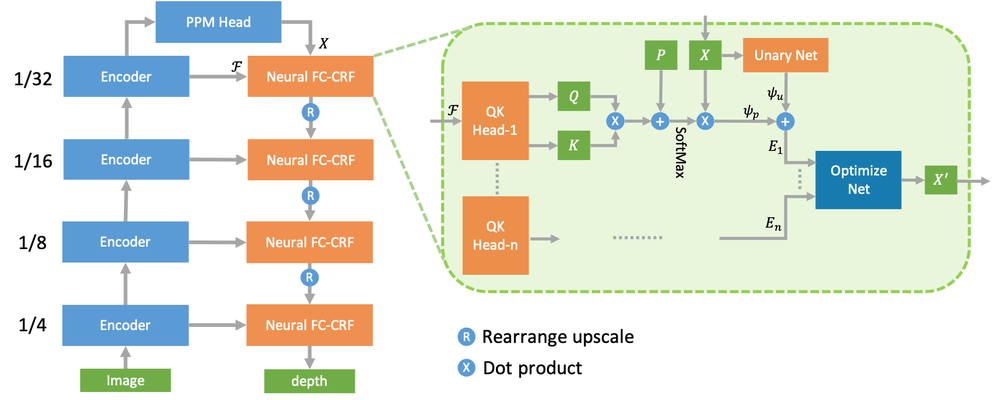 PPM Head
X
1/32
Encoder
ℱ
Neural FC-CRF
R
1/16
Encoder
Neural FC-CRF
R
1/8
Encoder
Neural FC-CRF
R
1/4
Encoder
Neural FC-CRF
Image
depth
P
X
Unary Net
ℱ
QK
Head-1
Q
K
X
+
SoftMax
X
ψp
ψu
+
E1
Optimize
Net
X′
QK
Head-n
En
R Rearrange upscale
X Dot product